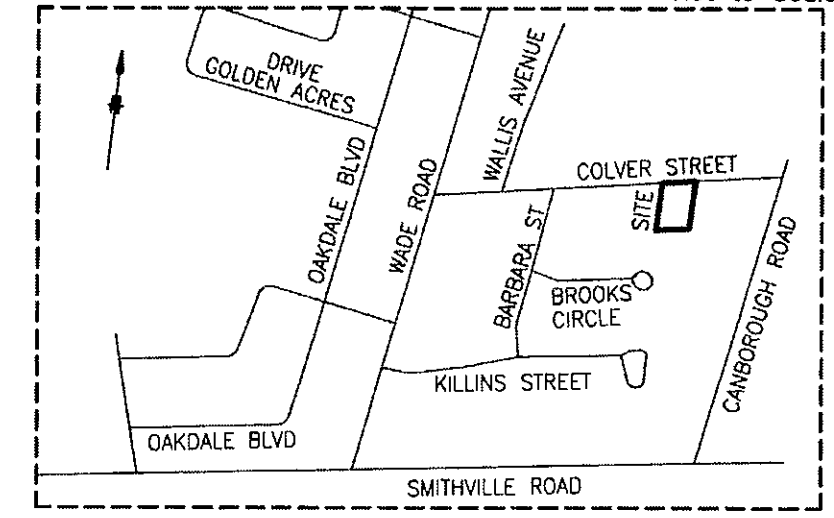 DRIVE
GOLDEN ACRES
OAKDALE BLVD
WADE ROAD
WALLIS AVENUE
COLVER STREET
SITE
BARBARA ST
BROOKS
CIRCLE
CANBOROUGH ROAD
KILLINS STREET
OAKDALE BLVD
SMITHVILLE ROAD